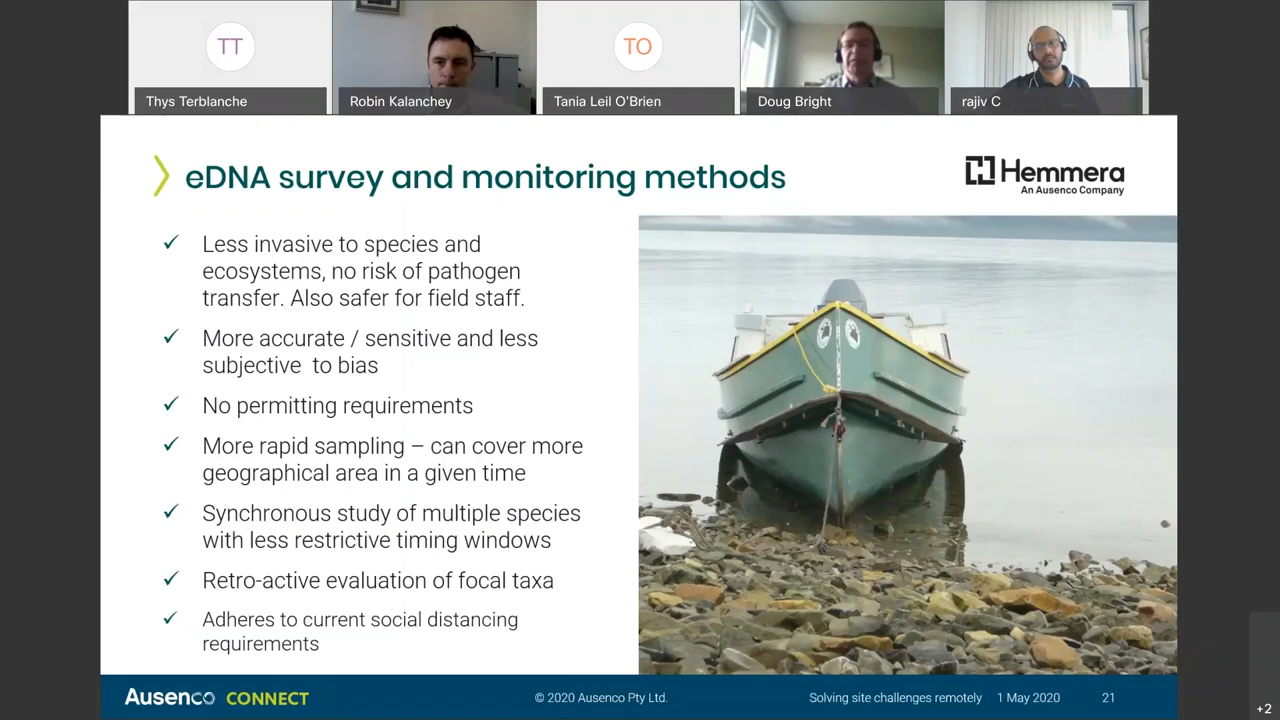 TT
TO
Thys Terblanche
Robin Kalanchey
Tania Leil O'Brien
Doug Bright
rajiv C
eDNA survey and monitoring methods
Hemmera
An Ausenco Company
Less invasive to species and
ecosystems, no risk of pathogen
transfer. Also safer for field staff.
More accurate / sensitive and less
subjective to bias
No permitting requirements
More rapid sampling – can cover more
geographical area in a given time
Synchronous study of multiple species
with less restrictive timing windows
Retro-active evaluation of focal taxa
Adheres to current social distancing
requirements
Ausenco CONNECT
© 2020 Ausenco Pty Ltd.
Solving site challenges remotely
1 May 2020
21
+2